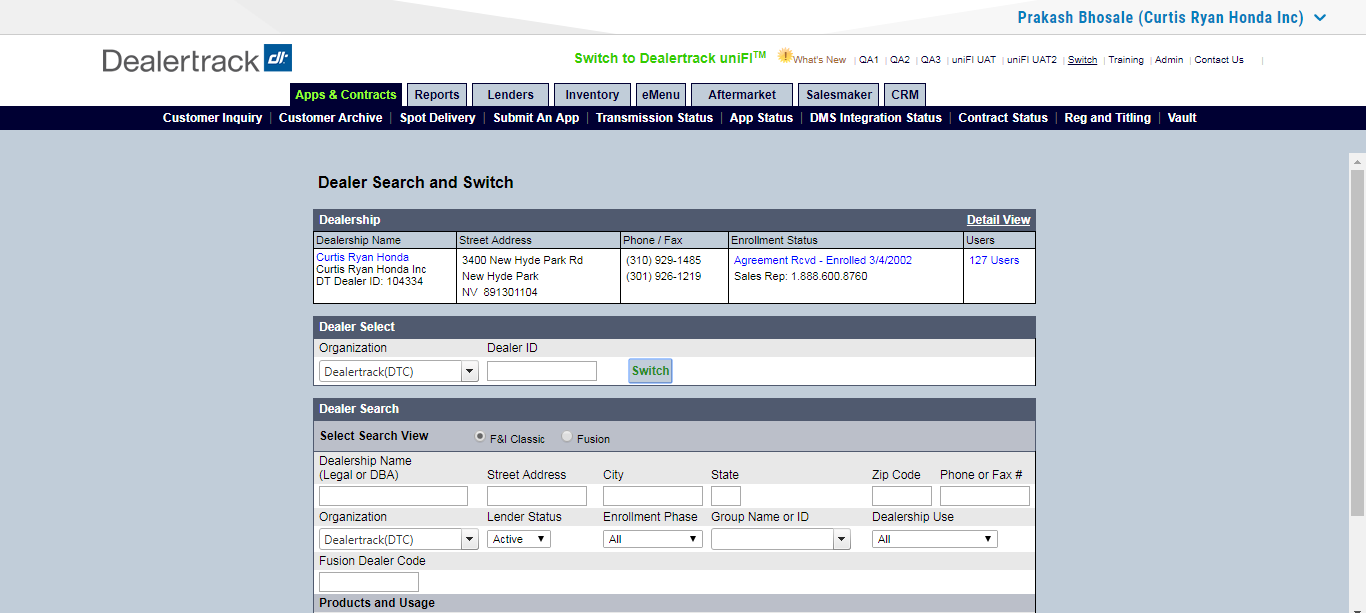 Prakash Bhosale (Curtis Ryan Honda Inc)
Dealertrack dt.
Switch to Dealertrack uniFI™
What's New | QA1 | QA2 | QA3 | uniFI UAT | uniFI UAT2 | Switch | Training | Admin | Contact Us |
Apps & Contracts Reports Lenders Inventory eMenu Aftermarket Salesmaker CRM
Customer Inquiry | Customer Archive | Spot Delivery | Submit An App | Transmission Status | App Status | DMS Integration Status | Contract Status | Reg and Titling | Vault
Dealer Search and Switch
Dealership Detail View
Dealership Name Street Address Phone / Fax Enrollment Status Users
Curtis Ryan Honda 3400 New Hyde Park Rd (310) 929-1485 Agreement Rcvd - Enrolled 3/4/2002 127 Users
Curtis Ryan Honda Inc New Hyde Park (301) 926-1219 Sales Rep: 1.888.600.8760
DT Dealer ID: 104334 NV 891301104
Dealer Select
Organization Dealer ID
Dealertrack(DTC) Switch
Dealer Search
Select Search View F&I Classic Fusion
Dealership Name
(Legal or DBA) Street Address City State Zip Code Phone or Fax #
Organization Lender Status Enrollment Phase Group Name or ID Dealership Use
Dealertrack(DTC) Active All All
Fusion Dealer Code
Products and Usage